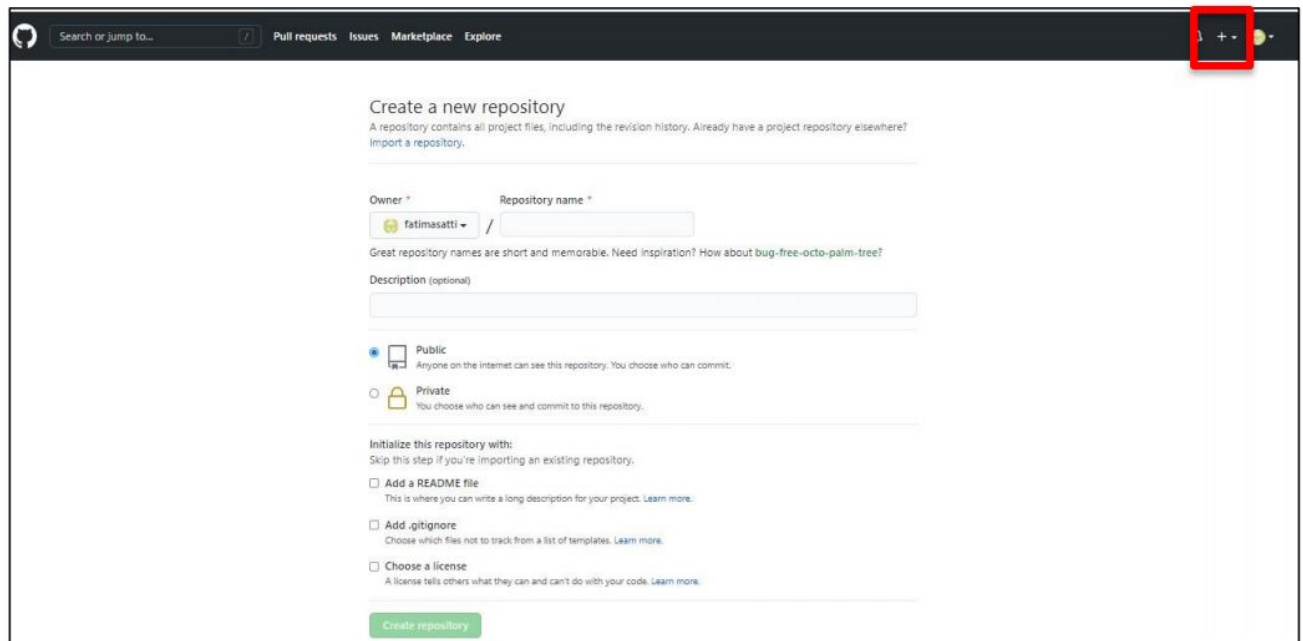 Search or jump to... /
Pull requests Issues Marketplace Explore
Create a new repository
A repository contains all project files, including the revision history. Already have a project repository elsewhere?
Import a repository.
Owner * Repository name *
fatimasatti /
Great repository names are short and memorable. Need inspiration? How about bug-free-octo-palm-tree?
Description (optional)
Public
Anyone on the internet can see this repository. You choose who can commit.
Private
You choose who can see and commit to this repository.
Initialize this repository with:
Skip this step if you're importing an existing repository.
Add a README file
This is where you can write a long description for your project. Learn more.
Add .gitignore
Choose which files not to track from a list of templates. Learn more.
Choose a license
A license tells others what they can and can't do with your code. Learn more.
Create repository